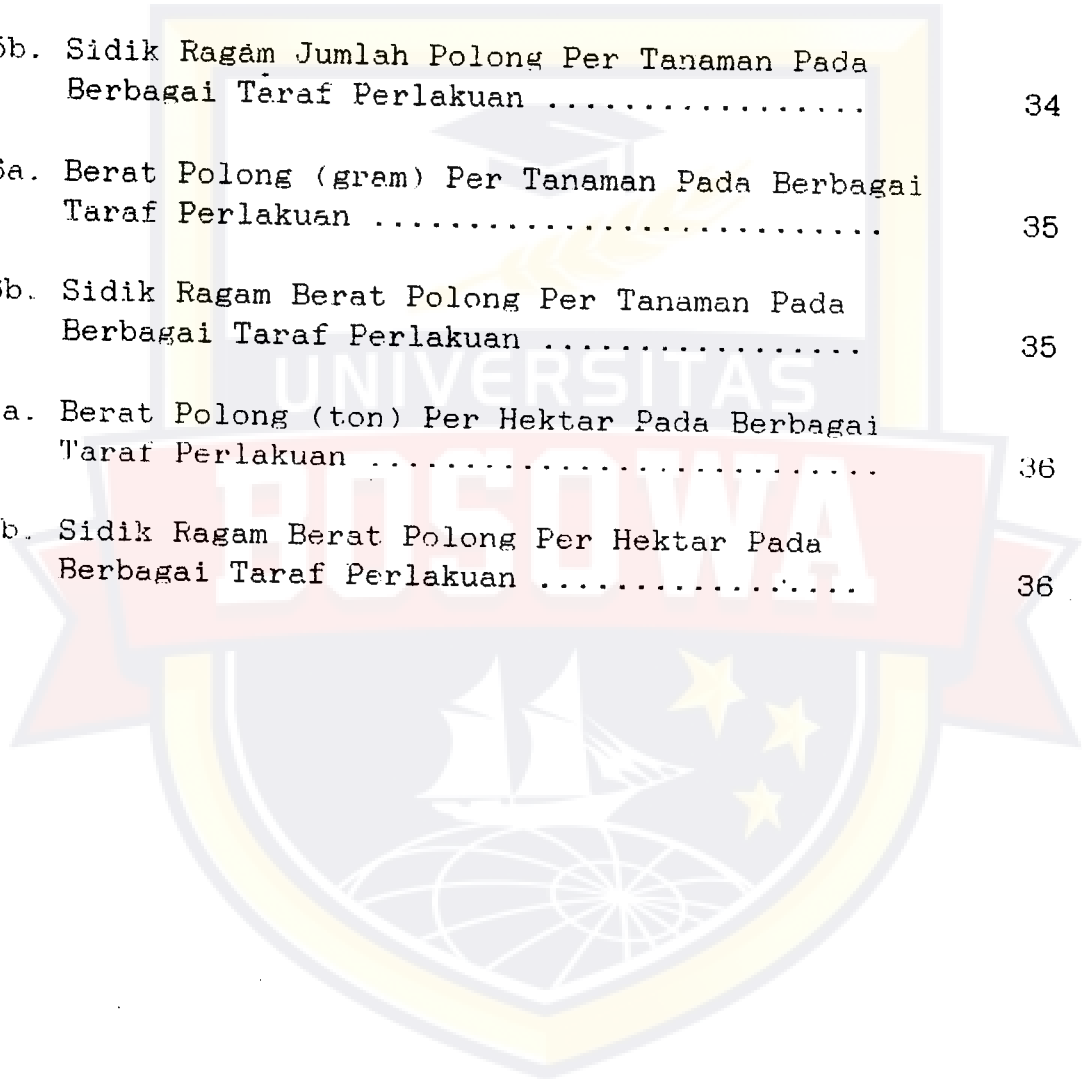 b. Sidik Ragam Jumlah Polong Per Tanaman Pada
Berbagai Taraf Perlakuan ................. 34
a. Berat Polong (gram) Per Tanaman Pada Berbagai
Taraf Perlakuan ........................... 35
b. Sidik Ragam Berat Polong Per Tanaman Pada
Berbagai Taraf Perlakuan ................. 35
a. Berat Polong (ton) Per Hektar Pada Berbagai
Taraf Perlakuan ........................... 36
b. Sidik Ragam Berat Polong Per Hektar Pada
Berbagai Taraf Perlakuan ................. 36
UNIVERSITAS
BOSOWA